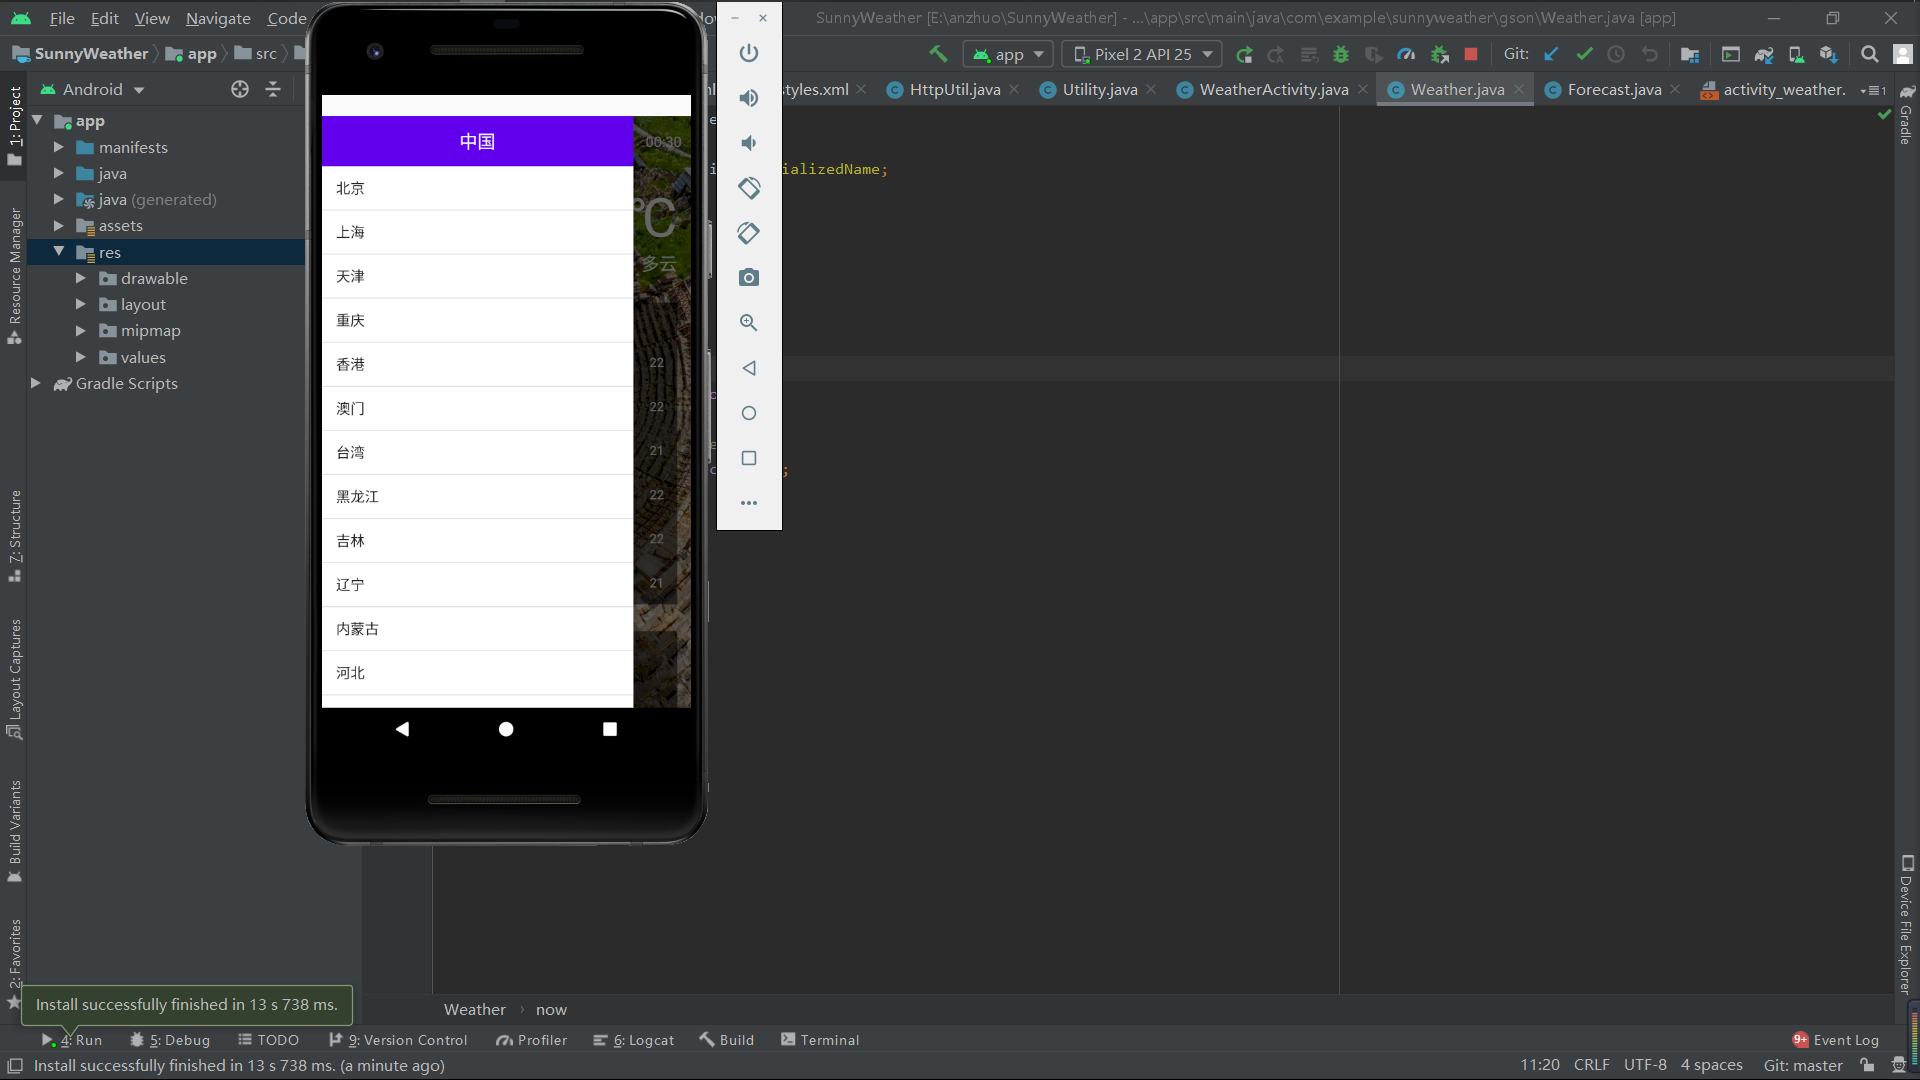 File Edit View Navigate Code
SunnyWeather [E:\anzhuo\SunnyWeather] - ...\app\src\main\java\com\example\sunnyweather\gson\Weather.java [app]
SunnyWeather app src
app Pixel 2 API 25 Git:
Android
styles.xml HttpUtil.java Utility.java WeatherActivity.java Weather.java Forecast.java activity_weather.
app
manifests
java
java (generated)
assets
res
drawable
layout
mipmap
values
Gradle Scripts
1: Project
Resource Manager
7: Structure
Layout Captures
Build Variants
2: Favorites
中国
北京
上海
天津
重庆
香港
澳门
台湾
黑龙江
吉林
辽宁
内蒙古
河北
00:30
℃
多云
22
22
21
22
22
21
ializedName;
Gradle
Device File Explorer
Weather now
Install successfully finished in 13 s 738 ms.
4: Run 5: Debug TODO 9: Version Control Profiler 6: Logcat Build Terminal 9+ Event Log
Install successfully finished in 13 s 738 ms. (a minute ago) 11:20 CRLF UTF-8 4 spaces Git: master